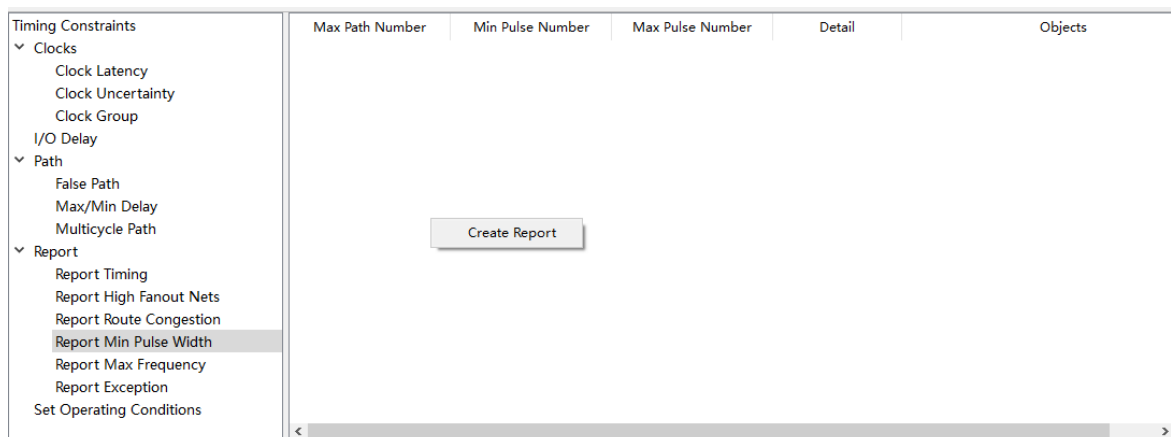 Timing Constraints
Clocks
Clock Latency
Clock Uncertainty
Clock Group
I/O Delay
Path
False Path
Max/Min Delay
Multicycle Path
Report
Report Timing
Report High Fanout Nets
Report Route Congestion
Report Min Pulse Width
Report Max Frequency
Report Exception
Set Operating Conditions
Max Path Number Min Pulse Number Max Pulse Number Detail Objects
Create Report